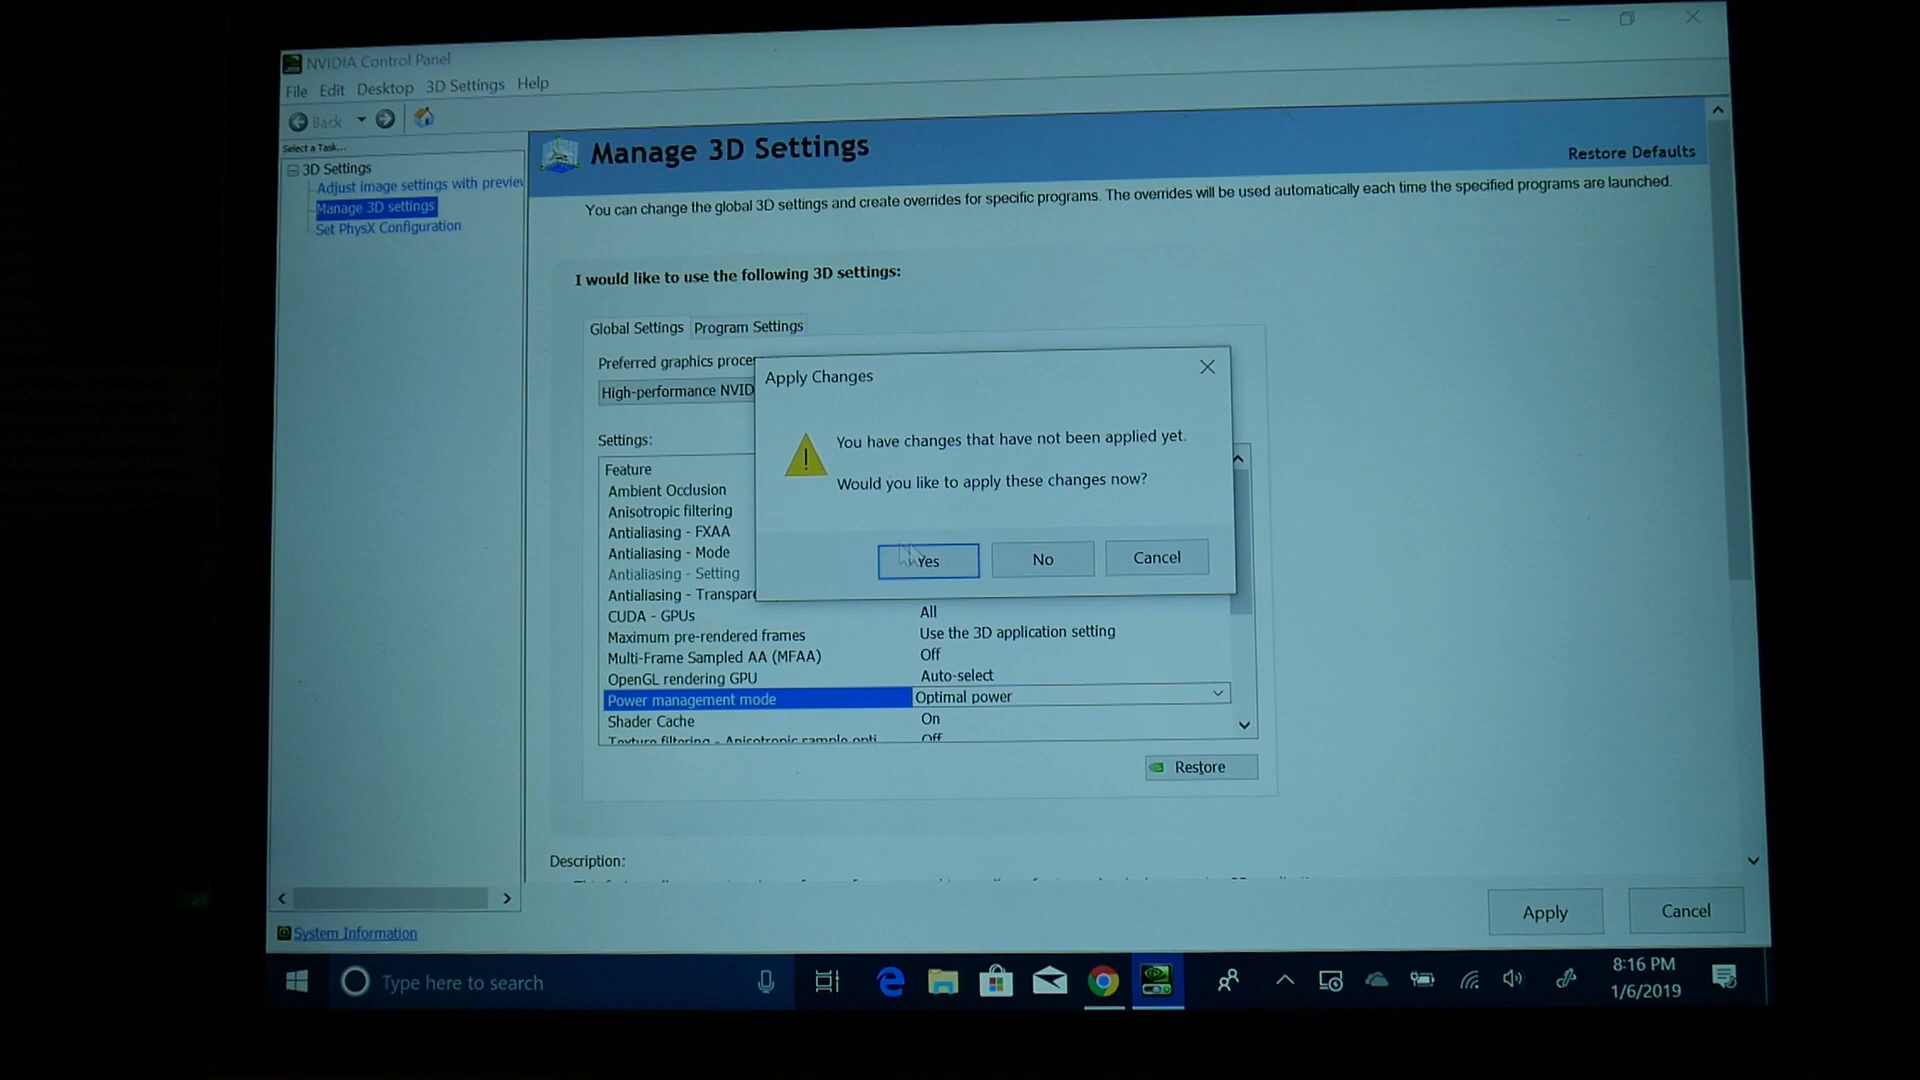 NVIDIA Control Panel
File Edit Desktop 3D Settings Help
Back
Select a Task...
3D Settings
Adjust image settings with preview
Manage 3D settings
Set PhysX Configuration
System Information
Manage 3D Settings
Restore Defaults
You can change the global 3D settings and create overrides for specific programs. The overrides will be used automatically each time the specified programs are launched.
I would like to use the following 3D settings:
Global Settings Program Settings
Preferred graphics proces
High-performance NVID
Settings:
Feature
Ambient Occlusion
Anisotropic filtering
Antialiasing - FXAA
Antialiasing - Mode
Antialiasing - Setting
Antialiasing - Transpare
CUDA - GPUs All
Maximum pre-rendered frames Use the 3D application setting
Multi-Frame Sampled AA (MFAA) Off
OpenGL rendering GPU Auto-select
Power management mode Optimal power
Shader Cache On
Texture filtering - Anisotropic sample opti... Off
Restore
Apply Changes
You have changes that have not been applied yet.
Would you like to apply these changes now?
Yes No Cancel
Description:
Apply Cancel
Type here to search
8:16 PM
1/6/2019